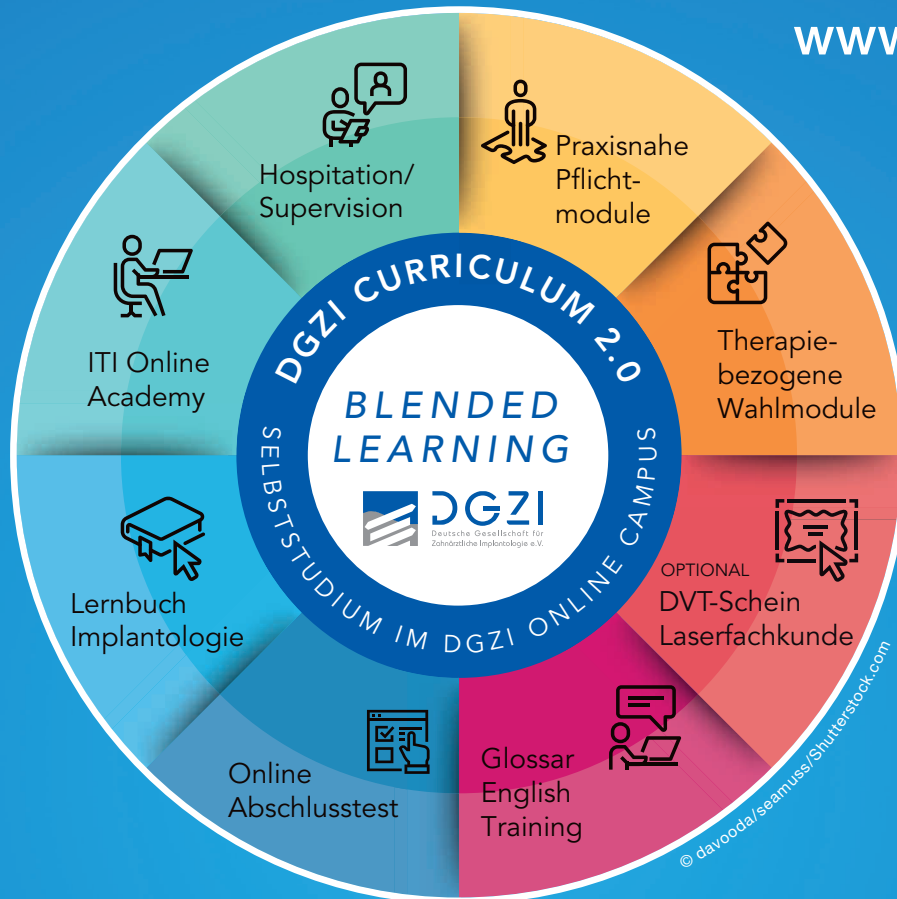 www
Hospitation/
Supervision
Praxisnahe
Pflicht-
module
Therapie-
bezogene
Wahlmodule
OPTIONAL
DVT-Schein
Laserfachkunde
Glossar
English
Training
Online
Abschlusstest
Lernbuch
Implantologie
ITI Online
Academy
DGZI CURRICULUM 2.0
SELBSTSTUDIUM IM DGZI ONLINE CAMPUS
BLENDED
LEARNING
DGZI
Deutsche Gesellschaft für
Zahnärztliche Implantologie e.V.
© davooda/seamuss/Shutterstock.com